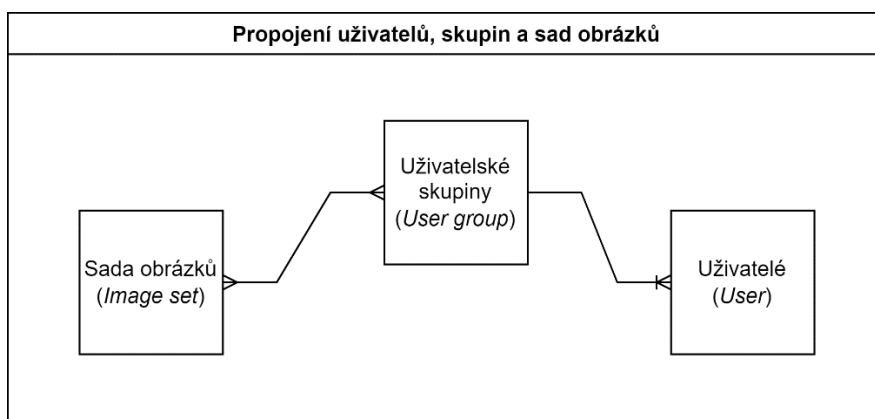 Propojení uživatelů, skupin a sad obrázků
Uživatelské
skupiny
(User group)
Sada obrázků
(Image set)
Uživatelé
(User)